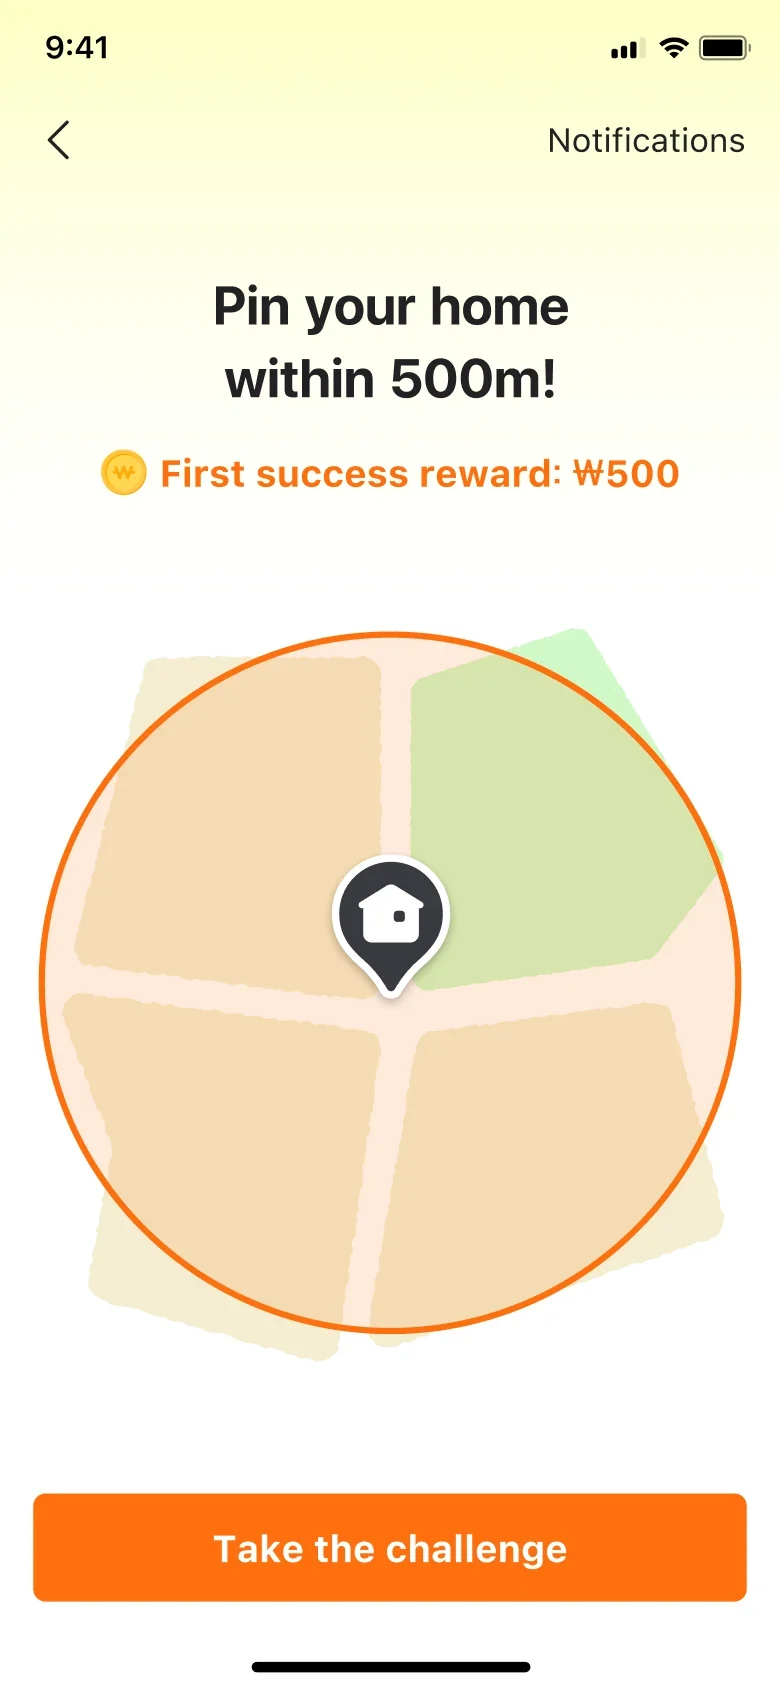 9:41
Notifications
Pin your home
within 500m!
₩ First success reward: ₩500
Take the challenge